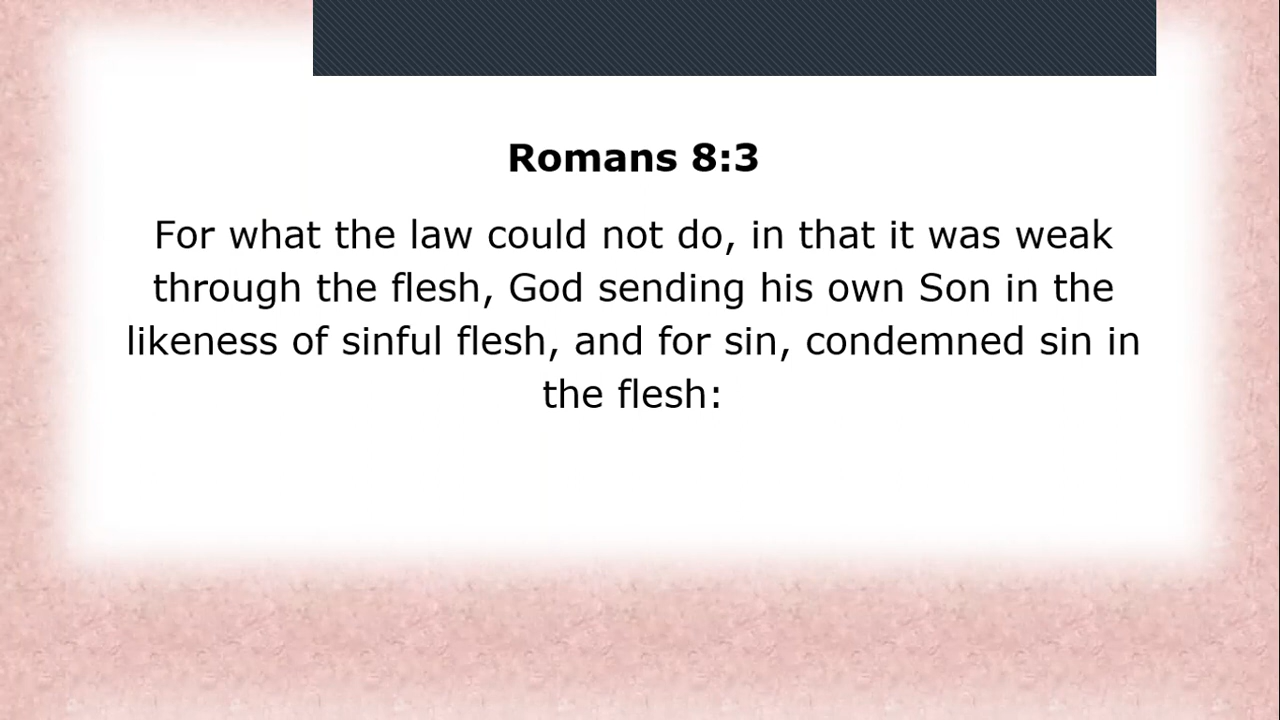 Romans 8:3
For what the law could not do, in that it was weak
through the flesh, God sending his own Son in the
likeness of sinful flesh, and for sin, condemned sin in
the flesh: